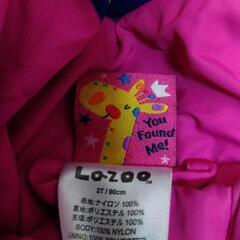 You
Found
Me!
Lazoo™
2T / 90cm
表地:ナイロン 100%
裏地:ポリエステル 100%
充填:ポリエステル 100%
BODY:100% NYLON